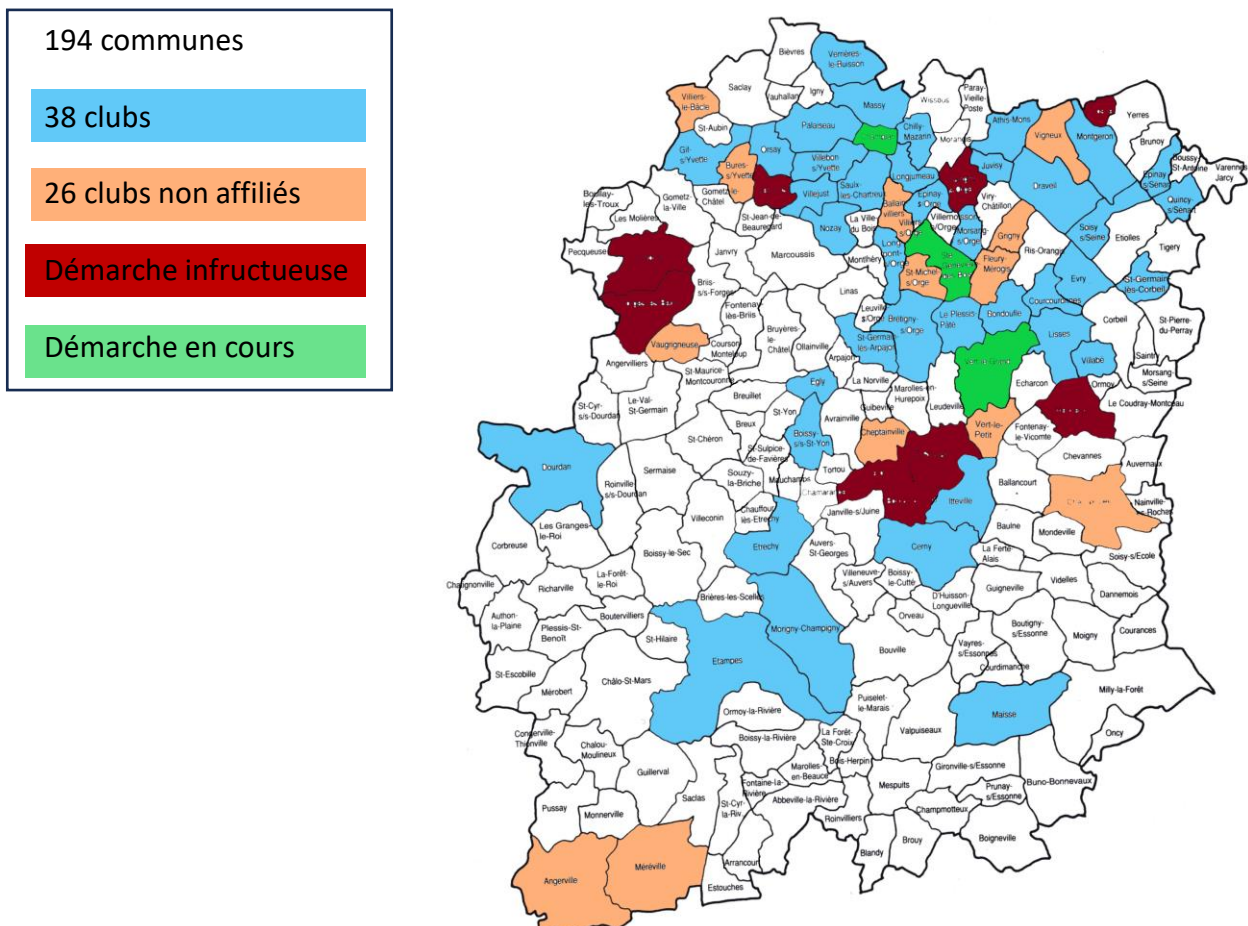 194 communes
38 clubs
26 clubs non affiliés
Démarche infructueuse
Démarche en cours
Bièvres
Verrières-
le-Buisson
Saclay
Vauhallan
Igny
Massy
Wissous
Paray-
Vieille-
Poste
Villiers-
le-Bâcle
St-Aubin
Palaiseau
Chilly-
Mazarin
Morangis
Athis-Mons
Vigneux
Montgeron
Yerres
Brunoy
Boussy-
St-Antoine
Varennes
Jarcy
Epinay
s/Sénart
Quincy-
s/Sénart
Gif-
s/Yvette
Bures-
s/Yvette
Orsay
Villebon
s/Yvette
Villejust
Saulx-
les-Chartreux
Longjumeau
Juvisy
Draveil
Ballain
villiers
Epinay
s/Orge
Villiers
s/Orge
Villemoisson
s/Orge
Morsang-
s/Orge
Viry-
Châtillon
Boullay-
les-Troux
Gometz-
la-Ville
Gometz-le-
Châtel
Les Molières
St-Jean-de-
Beauregard
Nozay
La Ville
du Bois
Long-
pont-
s/Orge
Grigny
Ris-Orangis
Soisy
s/Seine
Etiolles
Tigery
Pecqueuse
Janvry
Marcoussis
Montlhéry
St-Michel
s/Orge
Fleury-
Mérogis
Evry
St-Germain
lès-Corbeil
Briis-
s/s-Forges
Fontenay-
lès-Briis
Linas
Leuville
s/Orge
Brétigny-
s/Orge
Le Plessis-
Pâté
Bondoufle
Courcouronnes
Lisses
Corbeil
St-Pierre-
du-Perray
Vaugrigneuse
Courson-
Monteloup
Bruyères-
le-Châtel
Ollainville
Arpajon
St-Germain-
lès-Arpajon
Villabé
Saintry
Morsang-
s/Seine
Angervilliers
St-Maurice-
Montcouronne
La Norville
Marolles-en-
Hurepoix
Leudeville
Echarcon
Ormoy
Le Coudray-Montceau
St-Cyr-
s/s-Dourdan
Le-Val-
St-Germain
Breuillet
Egly
Guibeville
Avrainville
St-Yon
Breux
Boissy-
s/s-St-Yon
Cheptainville
Vert-le-
Petit
Fontenay-
le-Vicomte
Chevannes
Auvernaux
St-Chéron
St-Sulpice-
de-Favières
Dourdan
Roinville-
s/s-Dourdan
Sermaise
Souzy-
la-Briche
Mauchamps
Torfou
Chamarande
Itteville
Ballancourt
Nainville-
Villeconin
Chauffour
lès-Etrechy
Janville-s/Juine
Baulne
Mondeville
Les Granges-
le-Roi
Corbreuse
Boissy-le-Sec
Etrechy
Auvers-
St-Georges
Cerny
La Ferté
Alais
Soisy-s/Ecole
Chaugnonville
Richarville
La-Forêt-
le-Roi
Brières-les-Scelles
Villeneuve-
s/Auvers
Boissy-
le-Cutté
D'Huisson-
Longueville
Guigneville
Videlles
Dannemois
Authon-
la-Plaine
Plessis-St-
Benoît
Boutervilliers
St-Hilaire
Morigny-Champigny
Orveau
Boutigny-
s/Essonne
Moigny
Courances
Etampes
Bouville
Vayres-
s/Essonnes
Courdimanche
St-Escobille
Mérobert
Châlo-St-Mars
Milly-la-Forêt
Ormoy-la-Rivière
Puiselet-
le-Marais
Valpuiseaux
Maisse
Oncy
Congerville-
Thionville
Chalou-
Moulineux
Boissy-la-Rivière
La Forêt-
Ste-Croix
Bois-Herpin
Guillerval
Marolles-
en-Beauce
Fontaine-la-
Rivière
Gironville-s/Essonne
Mespuits
Prunay-
s/Essonne
Buno-Bonnevaux
Pussay
Monnerville
Saclas
St-Cyr-
la-Riv.
Abbeville-la-Rivière
Roinvilliers
Champmotteux
Boigneville
Blandy
Brouy
Angerville
Méréville
Arrancourt
Estouches